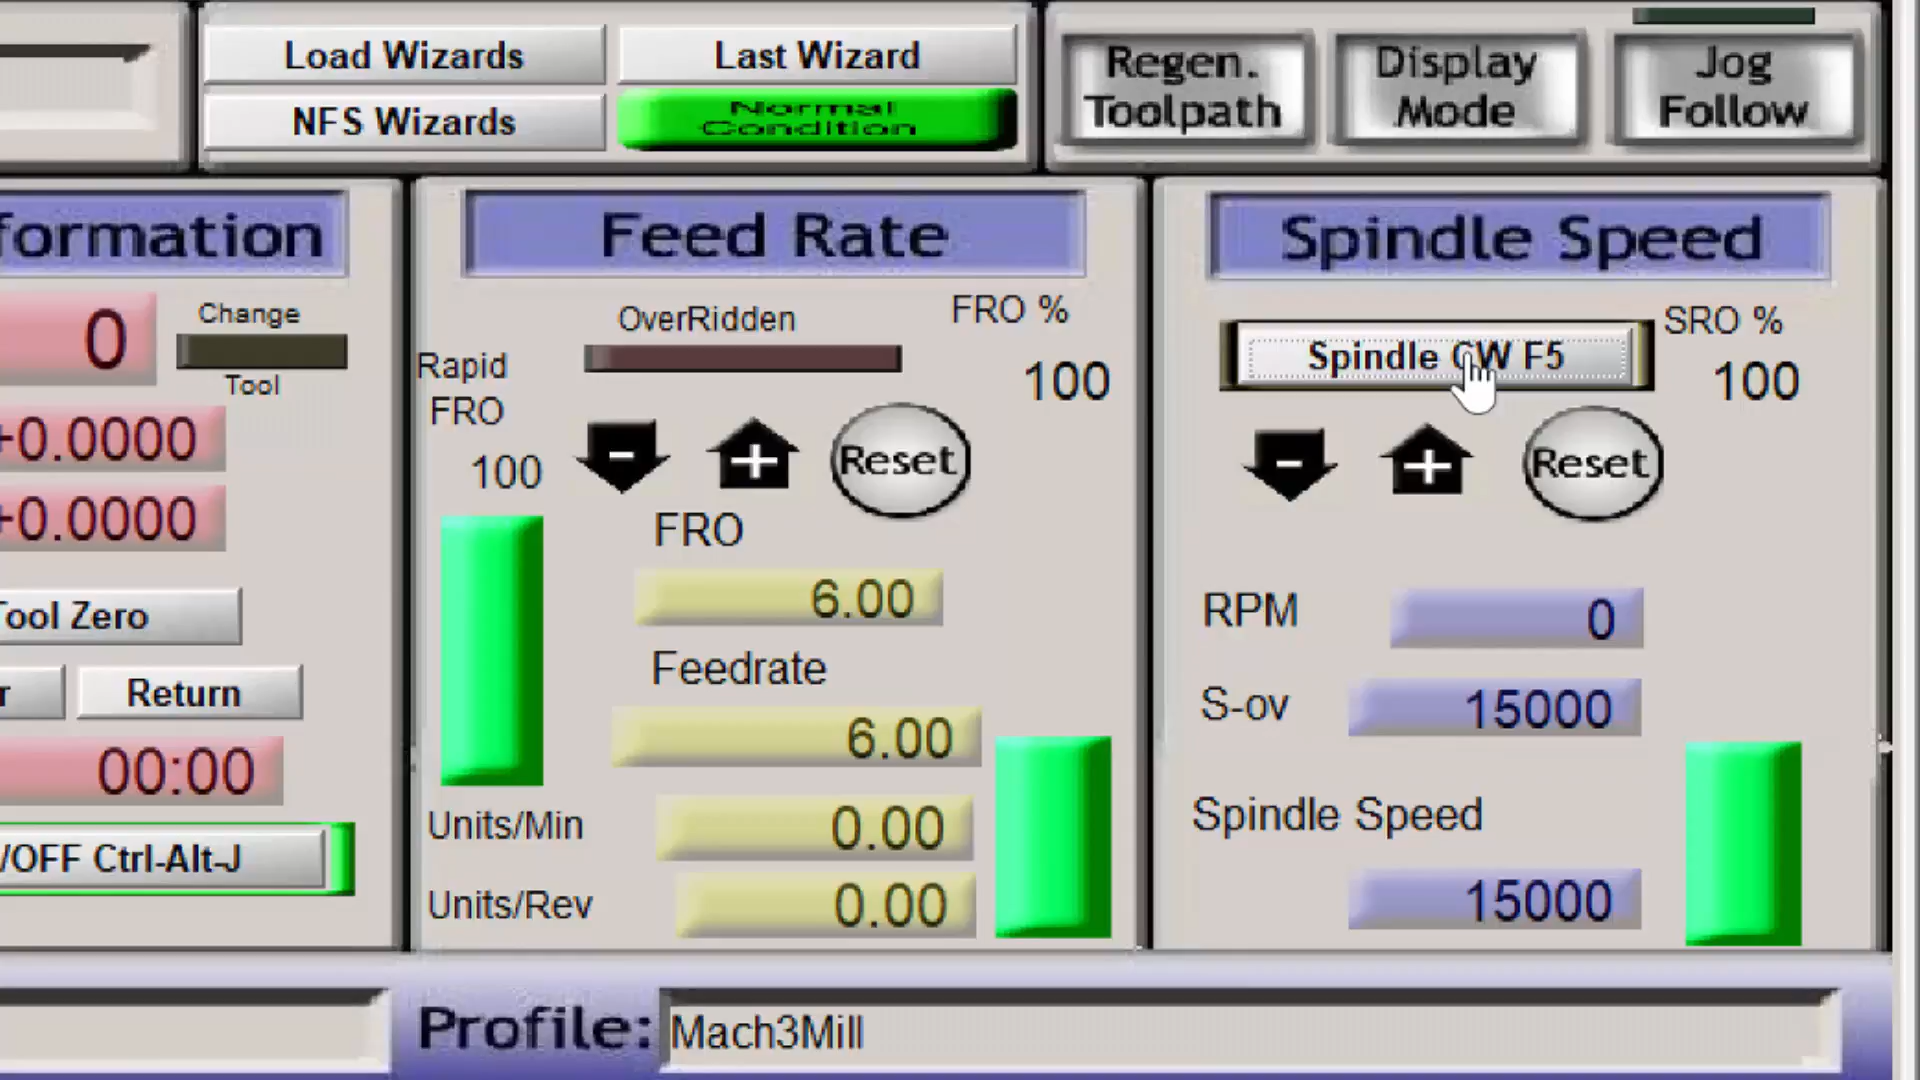 Load Wizards
Last Wizard
NFS Wizards
Normal
Condition
Regen.
Toolpath
Display
Mode
Jog
Follow
formation
0
Change
Tool
+0.0000
+0.0000
Tool Zero
r
Return
00:00
/OFF Ctrl-Alt-J
Feed Rate
OverRidden
FRO %
100
Rapid
FRO
100
-
+
Reset
FRO
6.00
Feedrate
6.00
Units/Min
0.00
Units/Rev
0.00
Spindle Speed
Spindle CW F5
SRO %
100
-
+
Reset
RPM
0
S-ov
15000
Spindle Speed
15000
Profile:
Mach3Mill